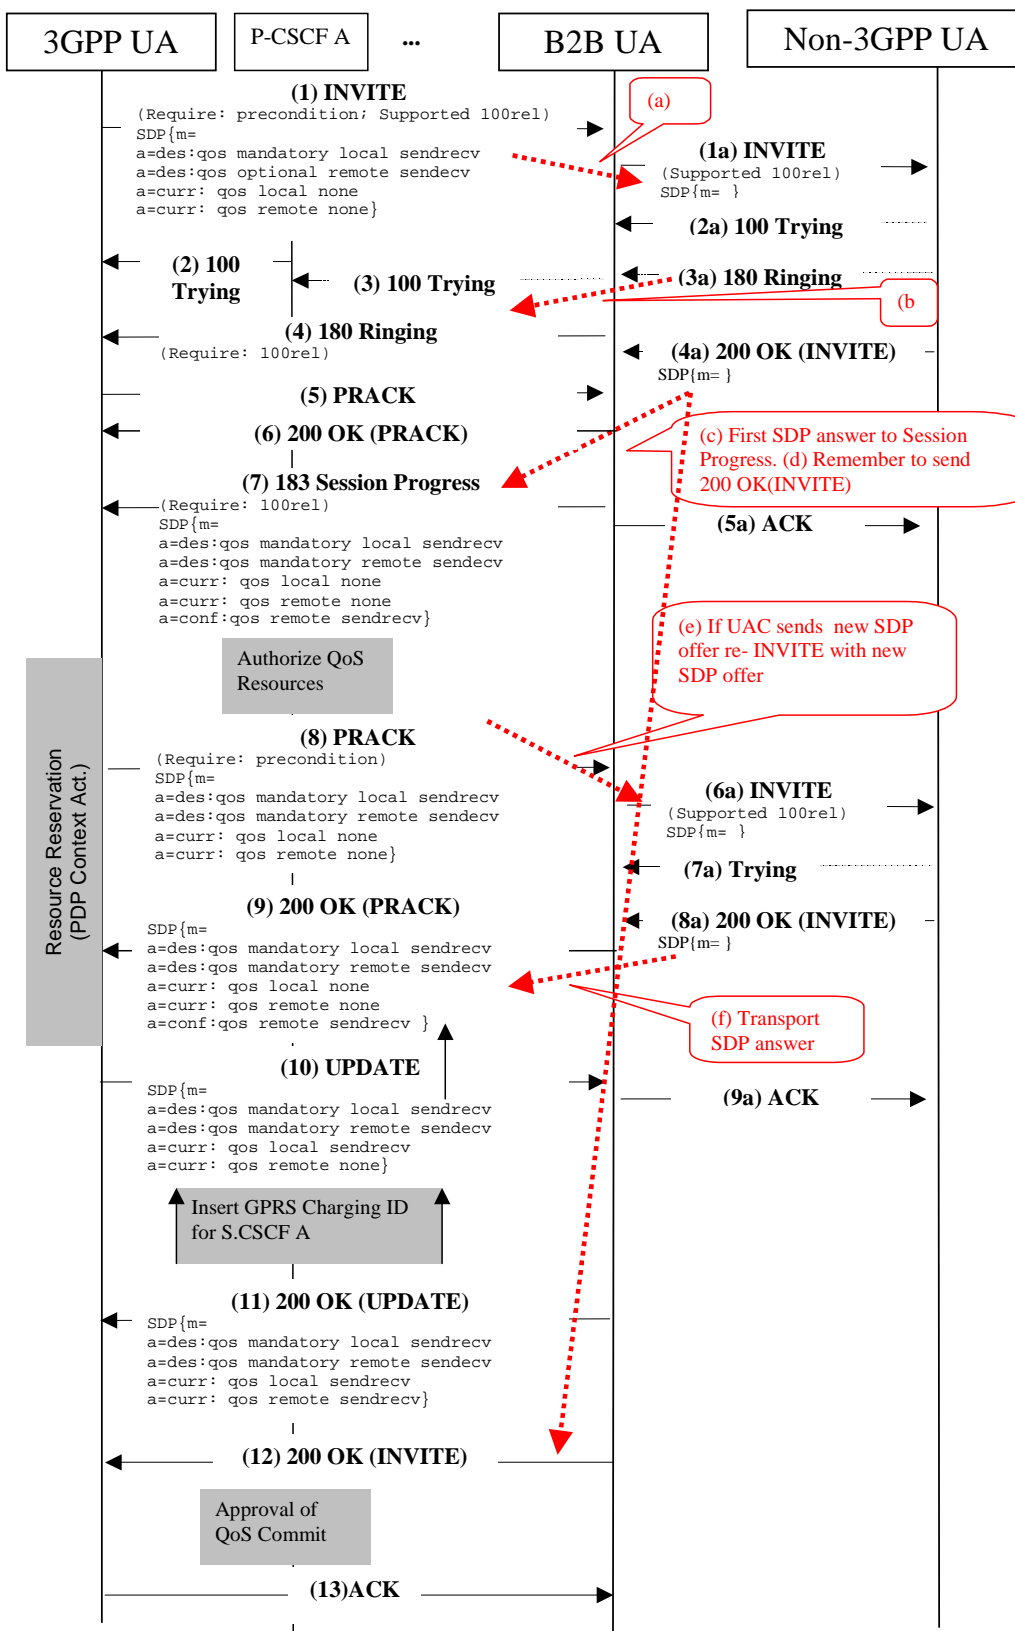 3GPP UA
P-CSCF A
...
B2B UA
Non-3GPP UA
(1) INVITE
(Require: precondition; Supported 100rel)
SDP{m=
a=des:qos mandatory local sendrecv
a=des:qos optional remote sendecv
a=curr: qos local none
a=curr: qos remote none}
(a)
(1a) INVITE
(Supported 100rel)
SDP{m= }
(2a) 100 Trying
(2) 100
Trying
(3) 100 Trying
(3a) 180 Ringing
(b
(4) 180 Ringing
(Require: 100rel)
(4a) 200 OK (INVITE)
SDP{m= }
(5) PRACK
(6) 200 OK (PRACK)
(c) First SDP answer to Session
Progress. (d) Remember to send
200 OK(INVITE)
(7) 183 Session Progress
(Require: 100rel)
SDP{m=
a=des:qos mandatory local sendrecv
a=des:qos mandatory remote sendecv
a=curr: qos local none
a=curr: qos remote none
a=conf:qos remote sendrecv}
(5a) ACK
(e) If UAC sends new SDP
offer re- INVITE with new
SDP offer
Authorize QoS
Resources
Resource Reservation
(PDP Context Act.)
(8) PRACK
(Require: precondition)
SDP{m=
a=des:qos mandatory local sendrecv
a=des:qos mandatory remote sendecv
a=curr: qos local none
a=curr: qos remote none}
(6a) INVITE
(Supported 100rel)
SDP{m= }
(7a) Trying
(9) 200 OK (PRACK)
SDP{m=
a=des:qos mandatory local sendrecv
a=des:qos mandatory remote sendecv
a=curr: qos local none
a=curr: qos remote none
a=conf:qos remote sendrecv }
(8a) 200 OK (INVITE)
SDP{m= }
(f) Transport
SDP answer
(10) UPDATE
SDP{m=
a=des:qos mandatory local sendrecv
a=des:qos mandatory remote sendecv
a=curr: qos local sendrecv
a=curr: qos remote none}
(9a) ACK
Insert GPRS Charging ID
for S.CSCF A
(11) 200 OK (UPDATE)
SDP{m=
a=des:qos mandatory local sendrecv
a=des:qos mandatory remote sendecv
a=curr: qos local sendrecv
a=curr: qos remote sendrecv}
(12) 200 OK (INVITE)
Approval of
QoS Commit
(13)ACK